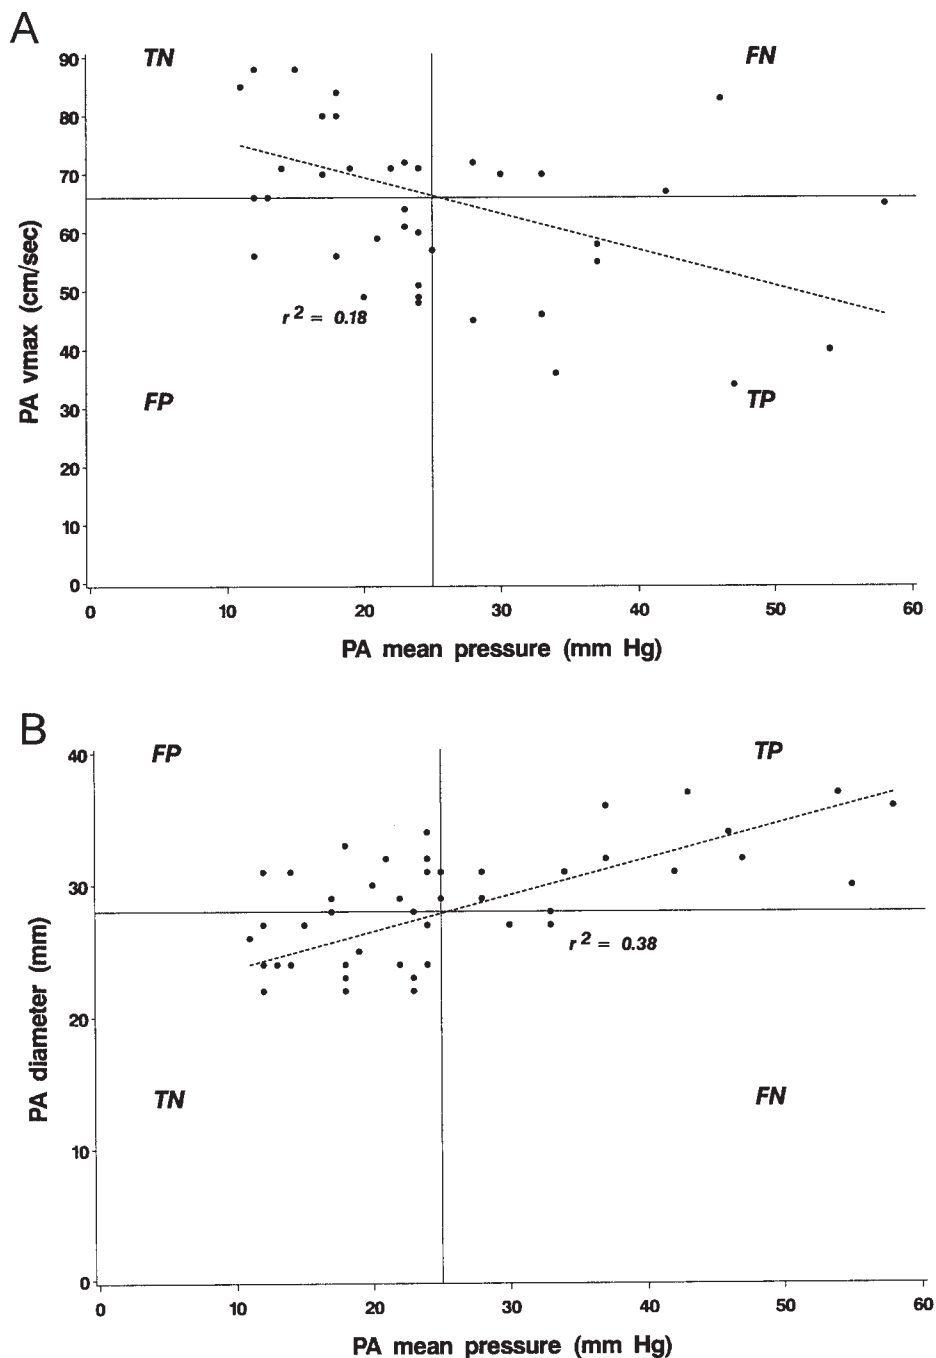 A
TN
FN
90
80
70
60
50
40
30
20
10
0
PA vmax (cm/sec)
r² = 0.18
FP
TP
0 10 20 30 40 50 60
PA mean pressure (mm Hg)
B
FP
TP
40
30
20
10
0
PA diameter (mm)
r² = 0.38
TN
FN
0 10 20 30 40 50 60
PA mean pressure (mm Hg)